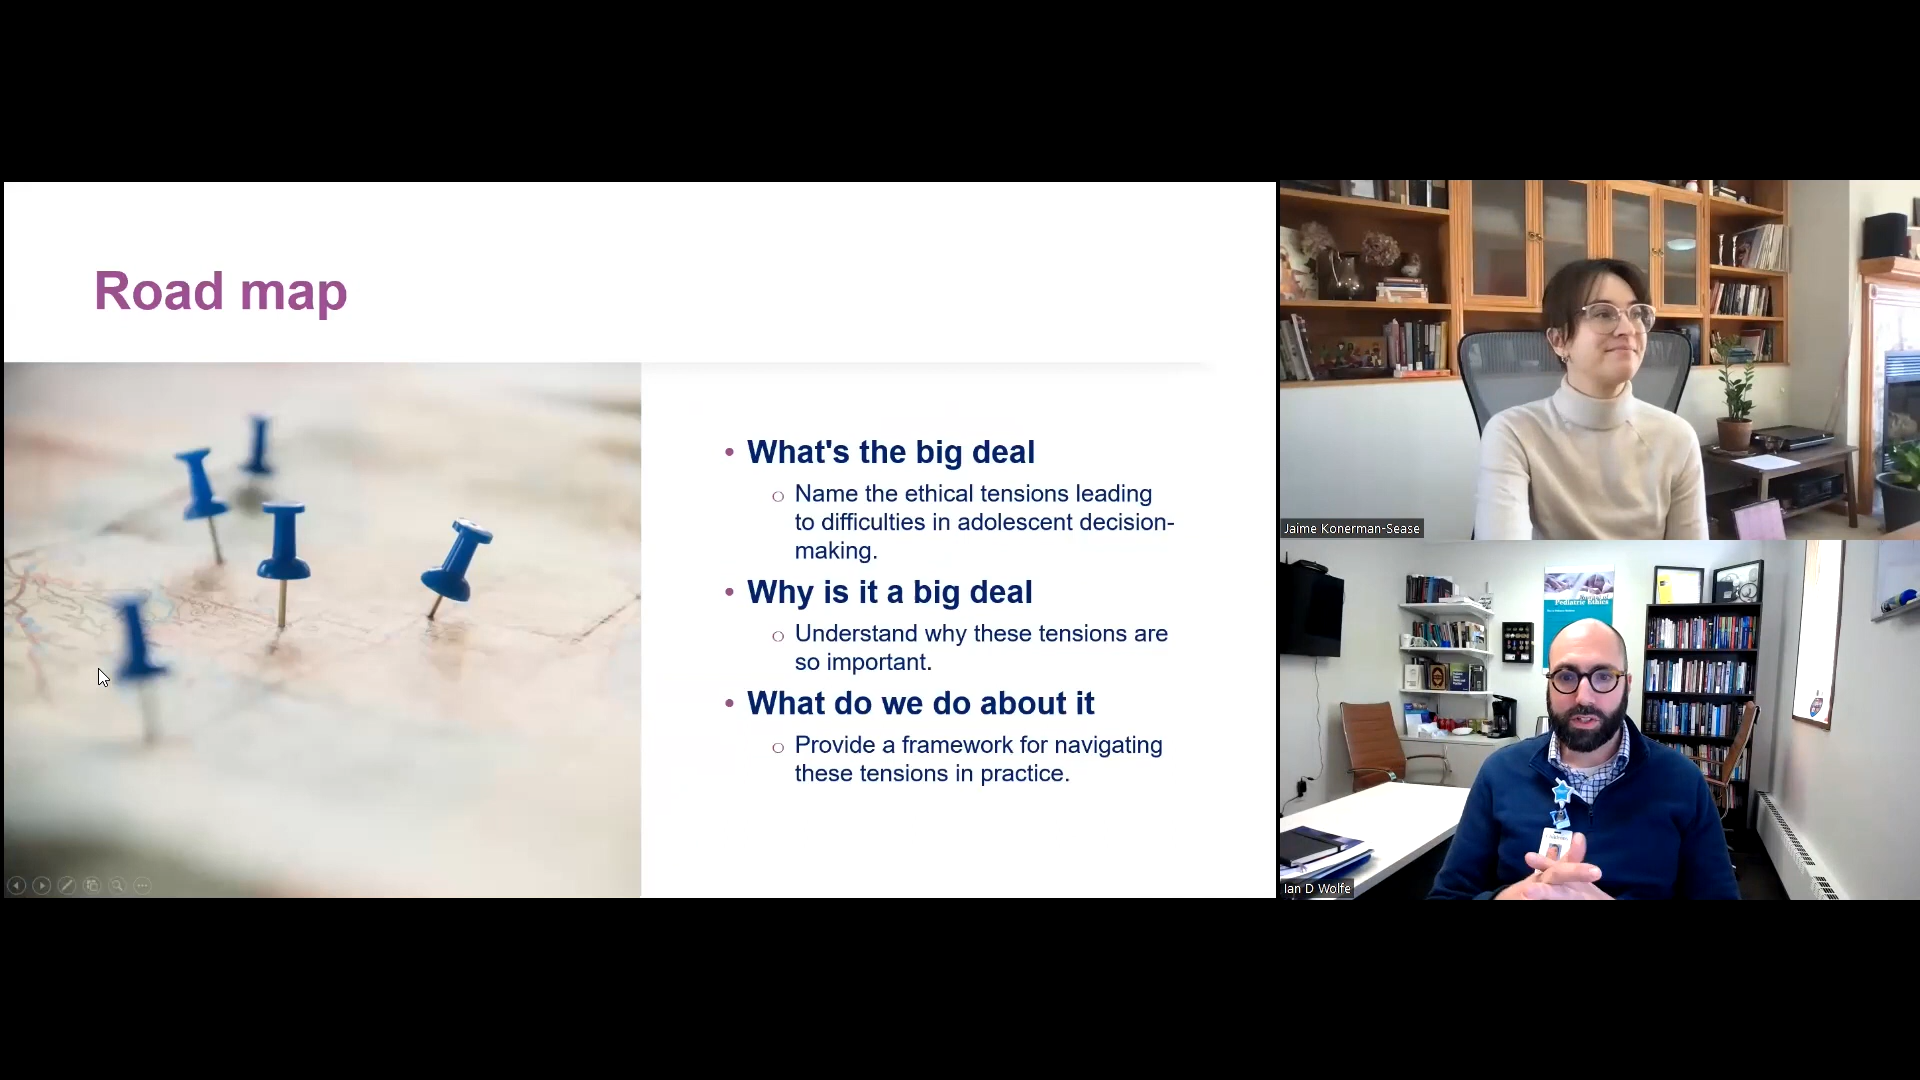 Road map
• What's the big deal
○ Name the ethical tensions leading
to difficulties in adolescent decision-
making.
• Why is it a big deal
○ Understand why these tensions are
so important.
• What do we do about it
○ Provide a framework for navigating
these tensions in practice.
Jaime Konerman-Sease
Pediatric Ethics
Ian D Wolfe